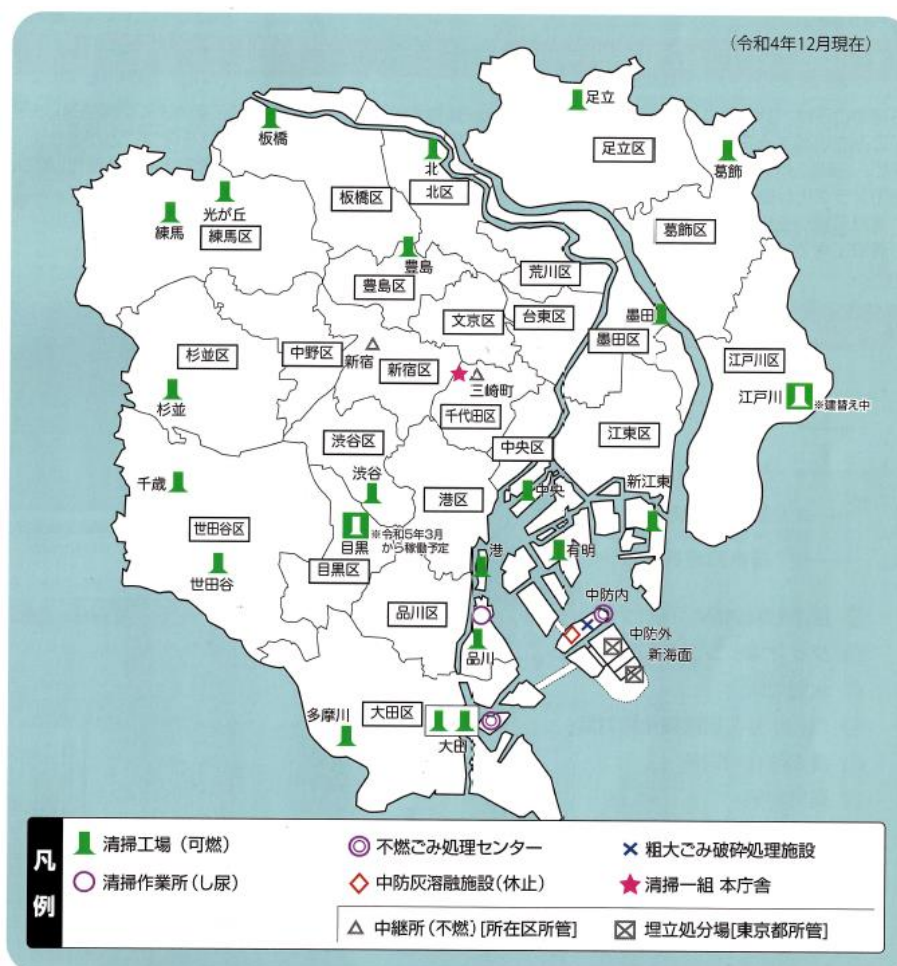 (令和4年12月現在)
足立
板橋
北
足立区
葛飾
板橋区
北区
光が丘
練馬
練馬区
葛飾区
豊島
荒川区
豊島区
文京区
台東区
墨田
杉並区
中野区
新宿
新宿区
墨田区
江戸川区
三崎町
江戸川
※建替え中
杉並
千代田区
渋谷区
中央区
江東区
渋谷
千歳
港区
中央
新江東
世田谷区
※令和5年3月
から稼働予定
目黒
港
有明
世田谷
目黒区
中防内
品川区
中防外
新海面
品川
多摩川
大田区
大田
凡例
清掃工場(可燃)
不燃ごみ処理センター
粗大ごみ破砕処理施設
清掃作業所(し尿)
中防灰溶融施設(休止)
清掃一組 本庁舎
中継所(不燃)[所在区所管]
埋立処分場[東京都所管]